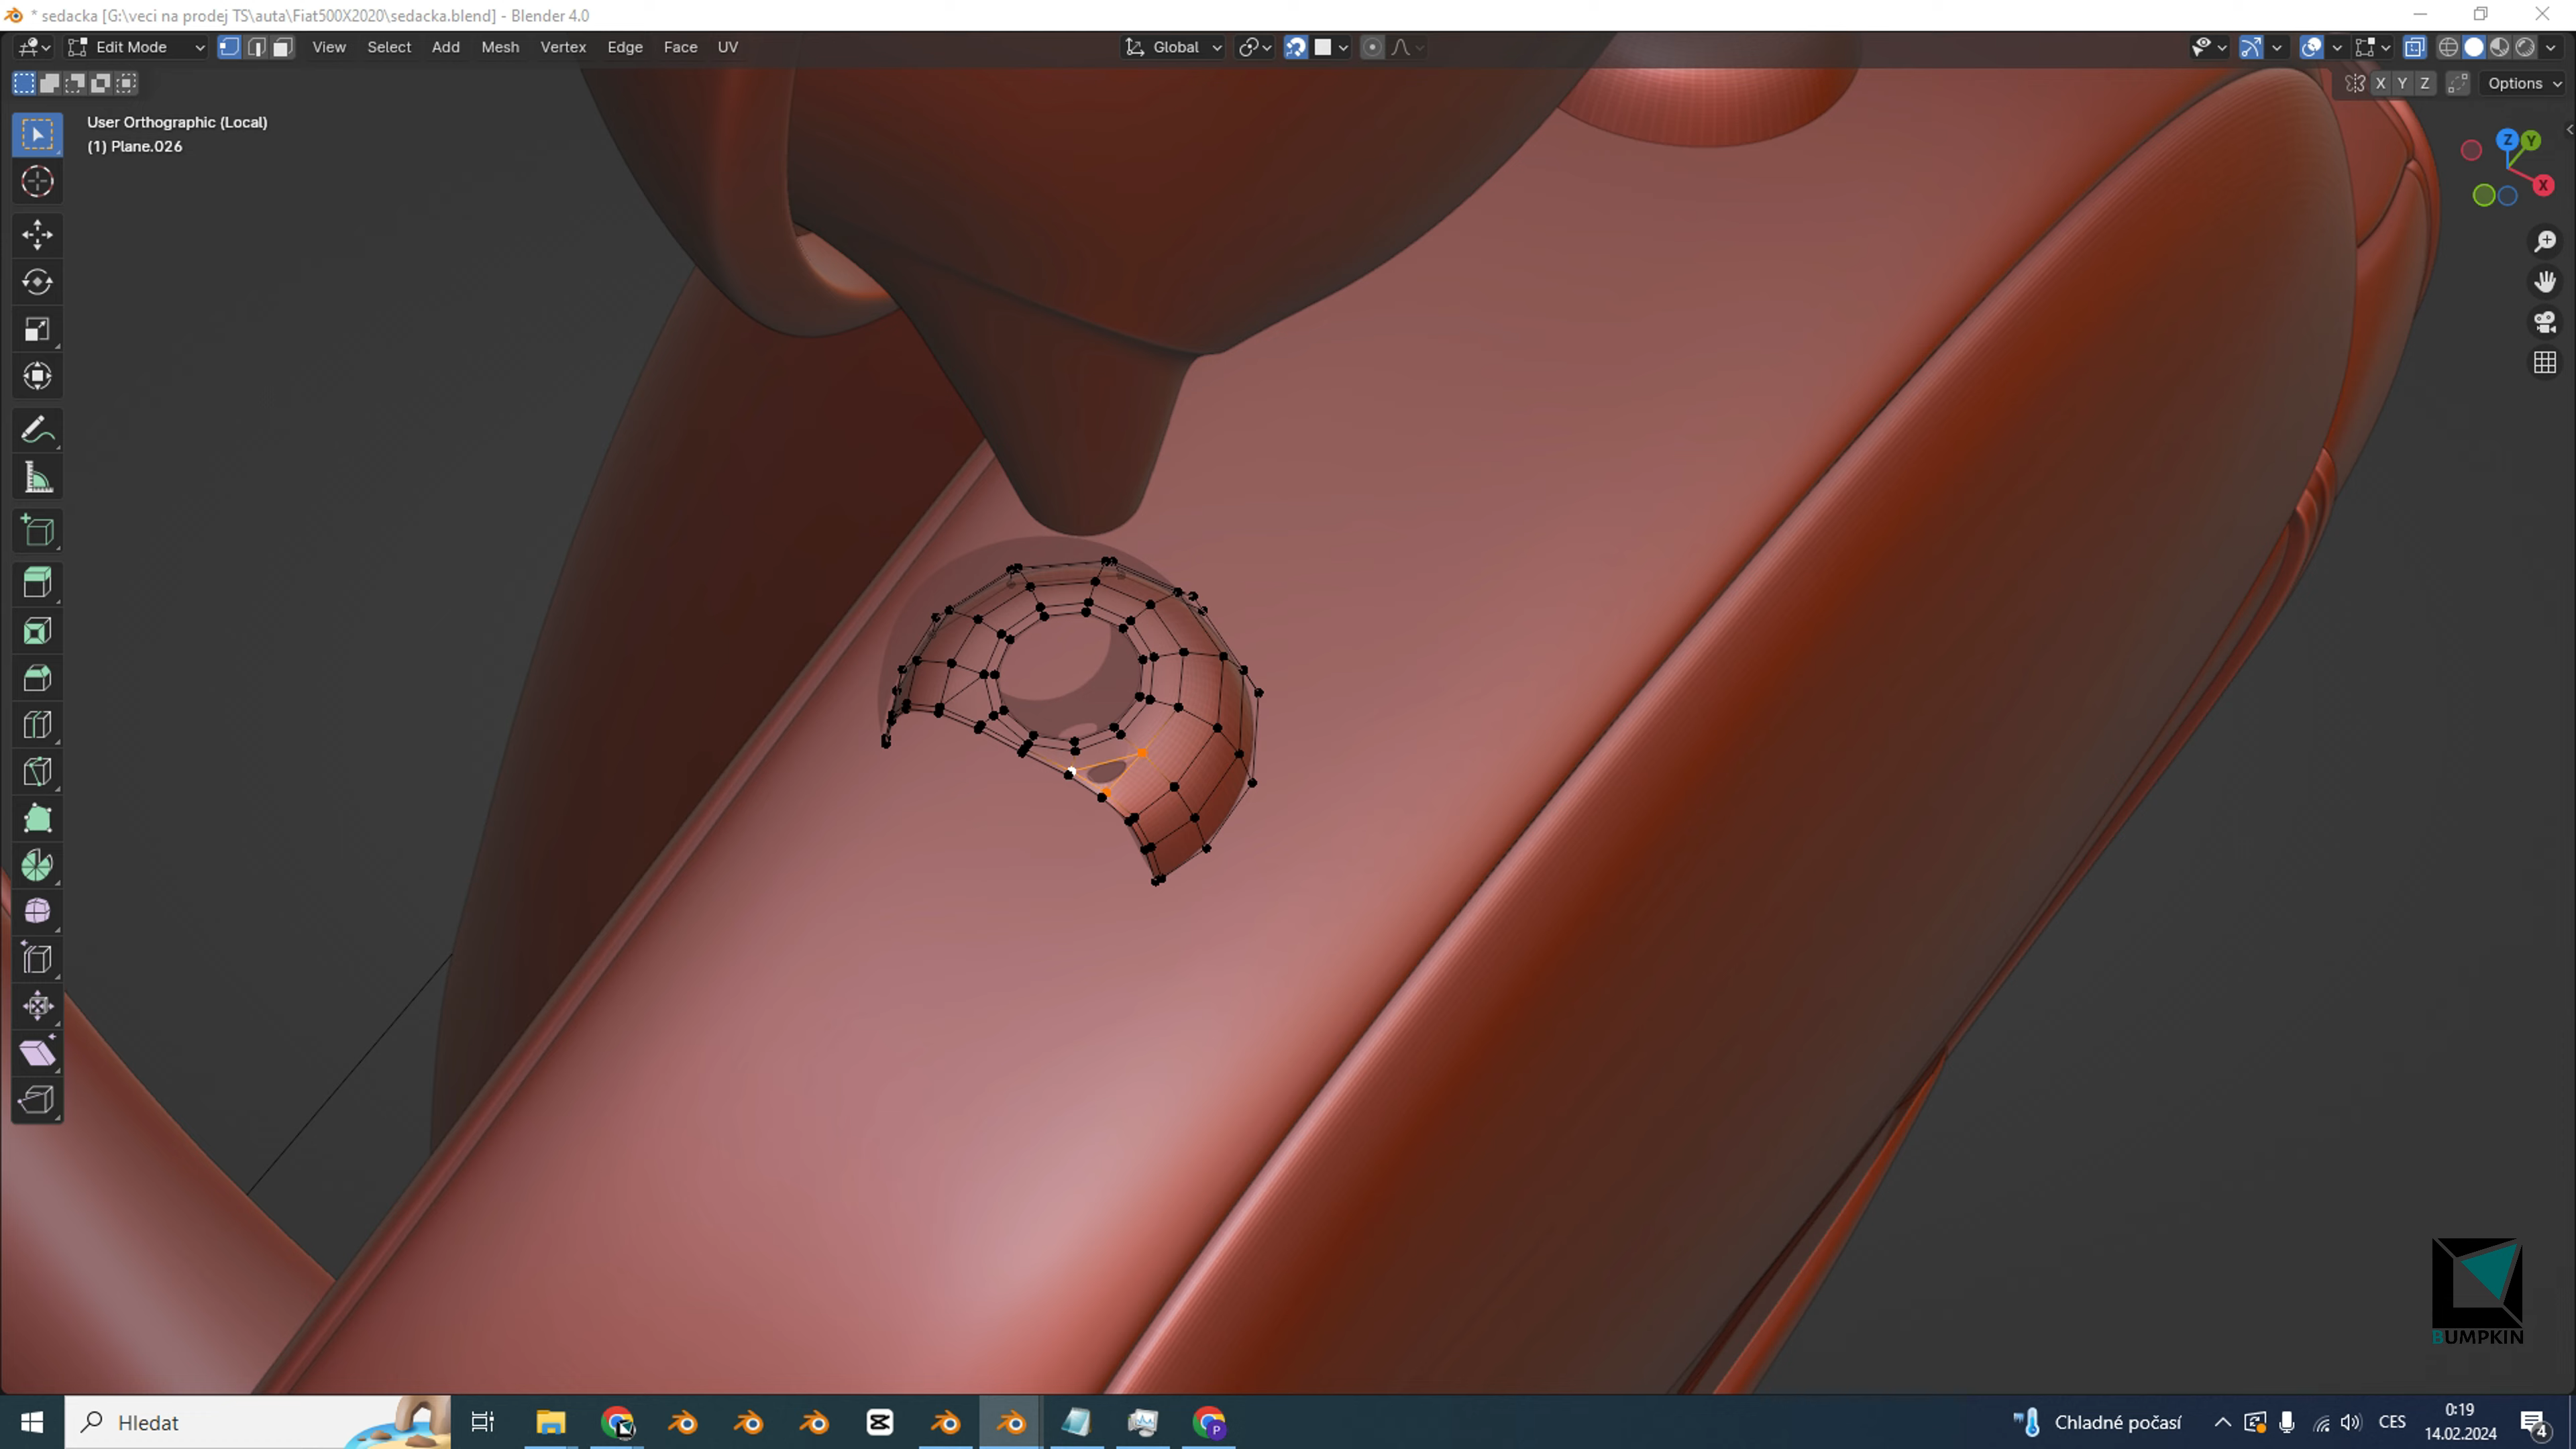 * sedacka [G:\veci na prodej TS\auta\Fiat500X2020\sedacka.blend] - Blender 4.0
Edit Mode View Select Add Mesh Vertex Edge Face UV Global
X Y Z Options
User Orthographic (Local)
(1) Plane.026
Z Y
X
BUMPKIN
Hledat
P
Chladné počasí
CES
0:19
14.02.2024
4